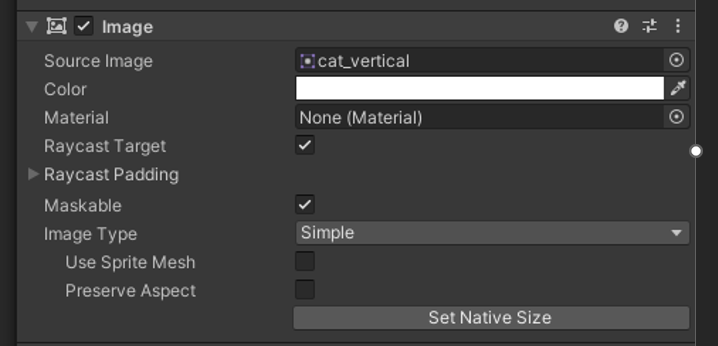 Image
Source Image cat_vertical
Color
Material None (Material)
Raycast Target
Raycast Padding
Maskable
Image Type Simple
Use Sprite Mesh
Preserve Aspect
Set Native Size